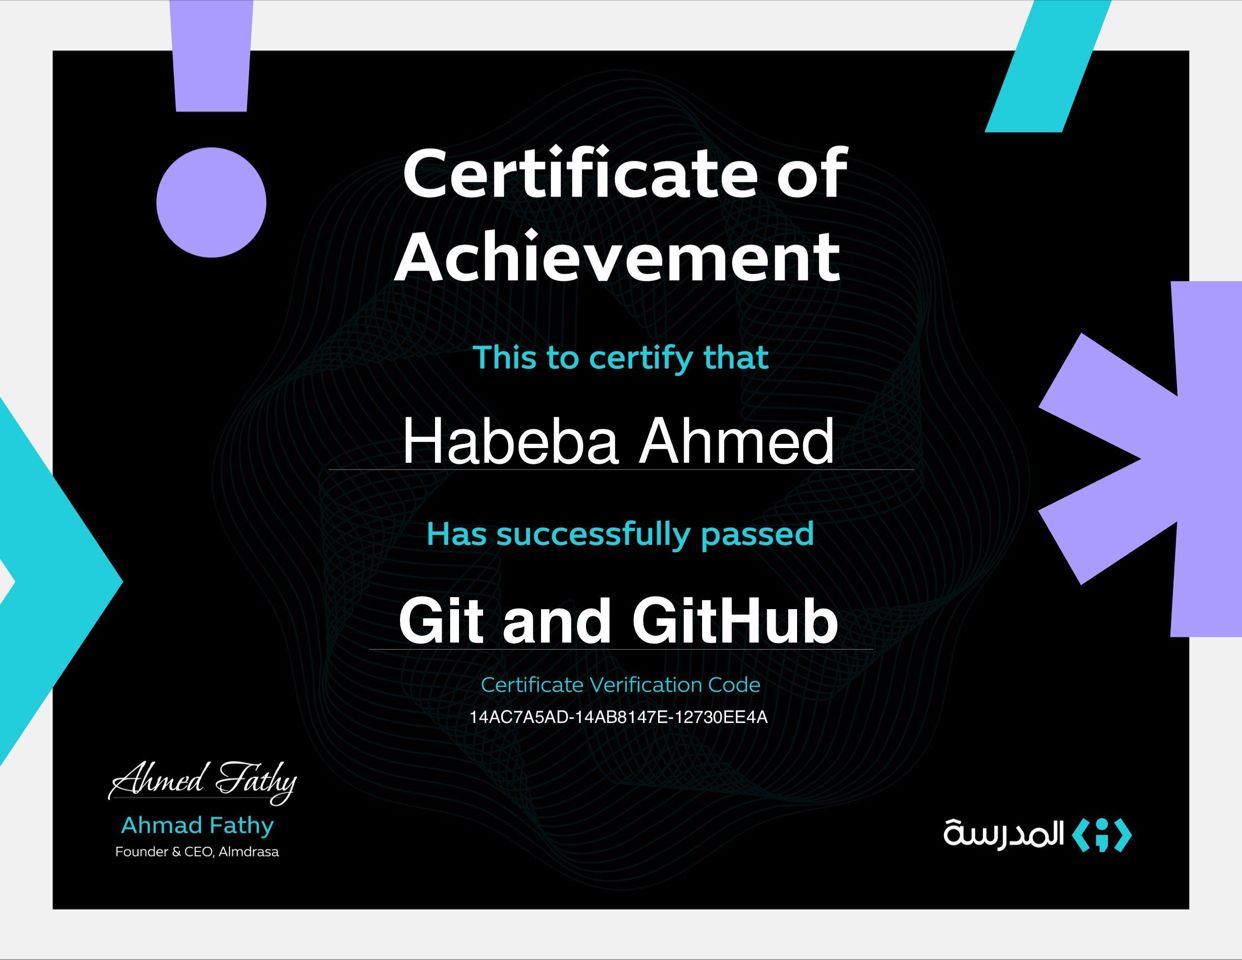 Certificate of
Achievement
This to certify that
Habeba Ahmed
Has successfully passed
Git and GitHub
Certificate Verification Code
14AC7A5AD-14AB8147E-12730EE4A
Ahmed Fathy
Ahmad Fathy
Founder & CEO, Almdrasa
المدرسة